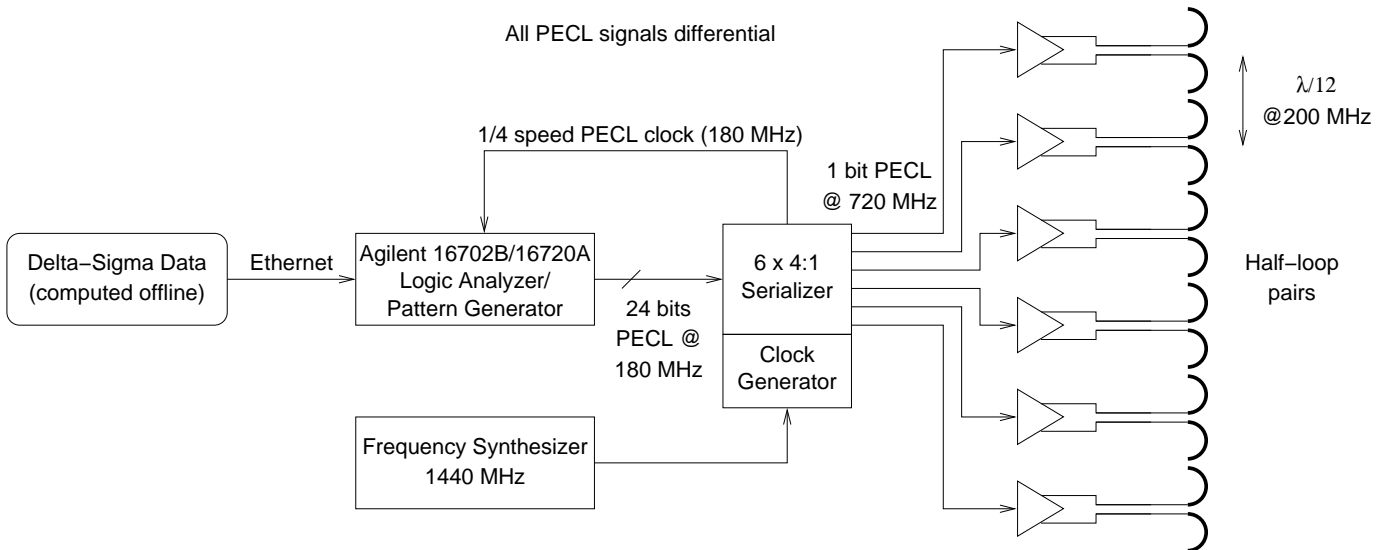 All PECL signals differential
λ/12
@200 MHz
1/4 speed PECL clock (180 MHz)
1 bit PECL
@ 720 MHz
Delta−Sigma Data
(computed offline)
Ethernet
Agilent 16702B/16720A
Logic Analyzer/
Pattern Generator
24 bits
PECL @
180 MHz
6 x 4:1
Serializer
Clock
Generator
Half−loop
pairs
Frequency Synthesizer
1440 MHz